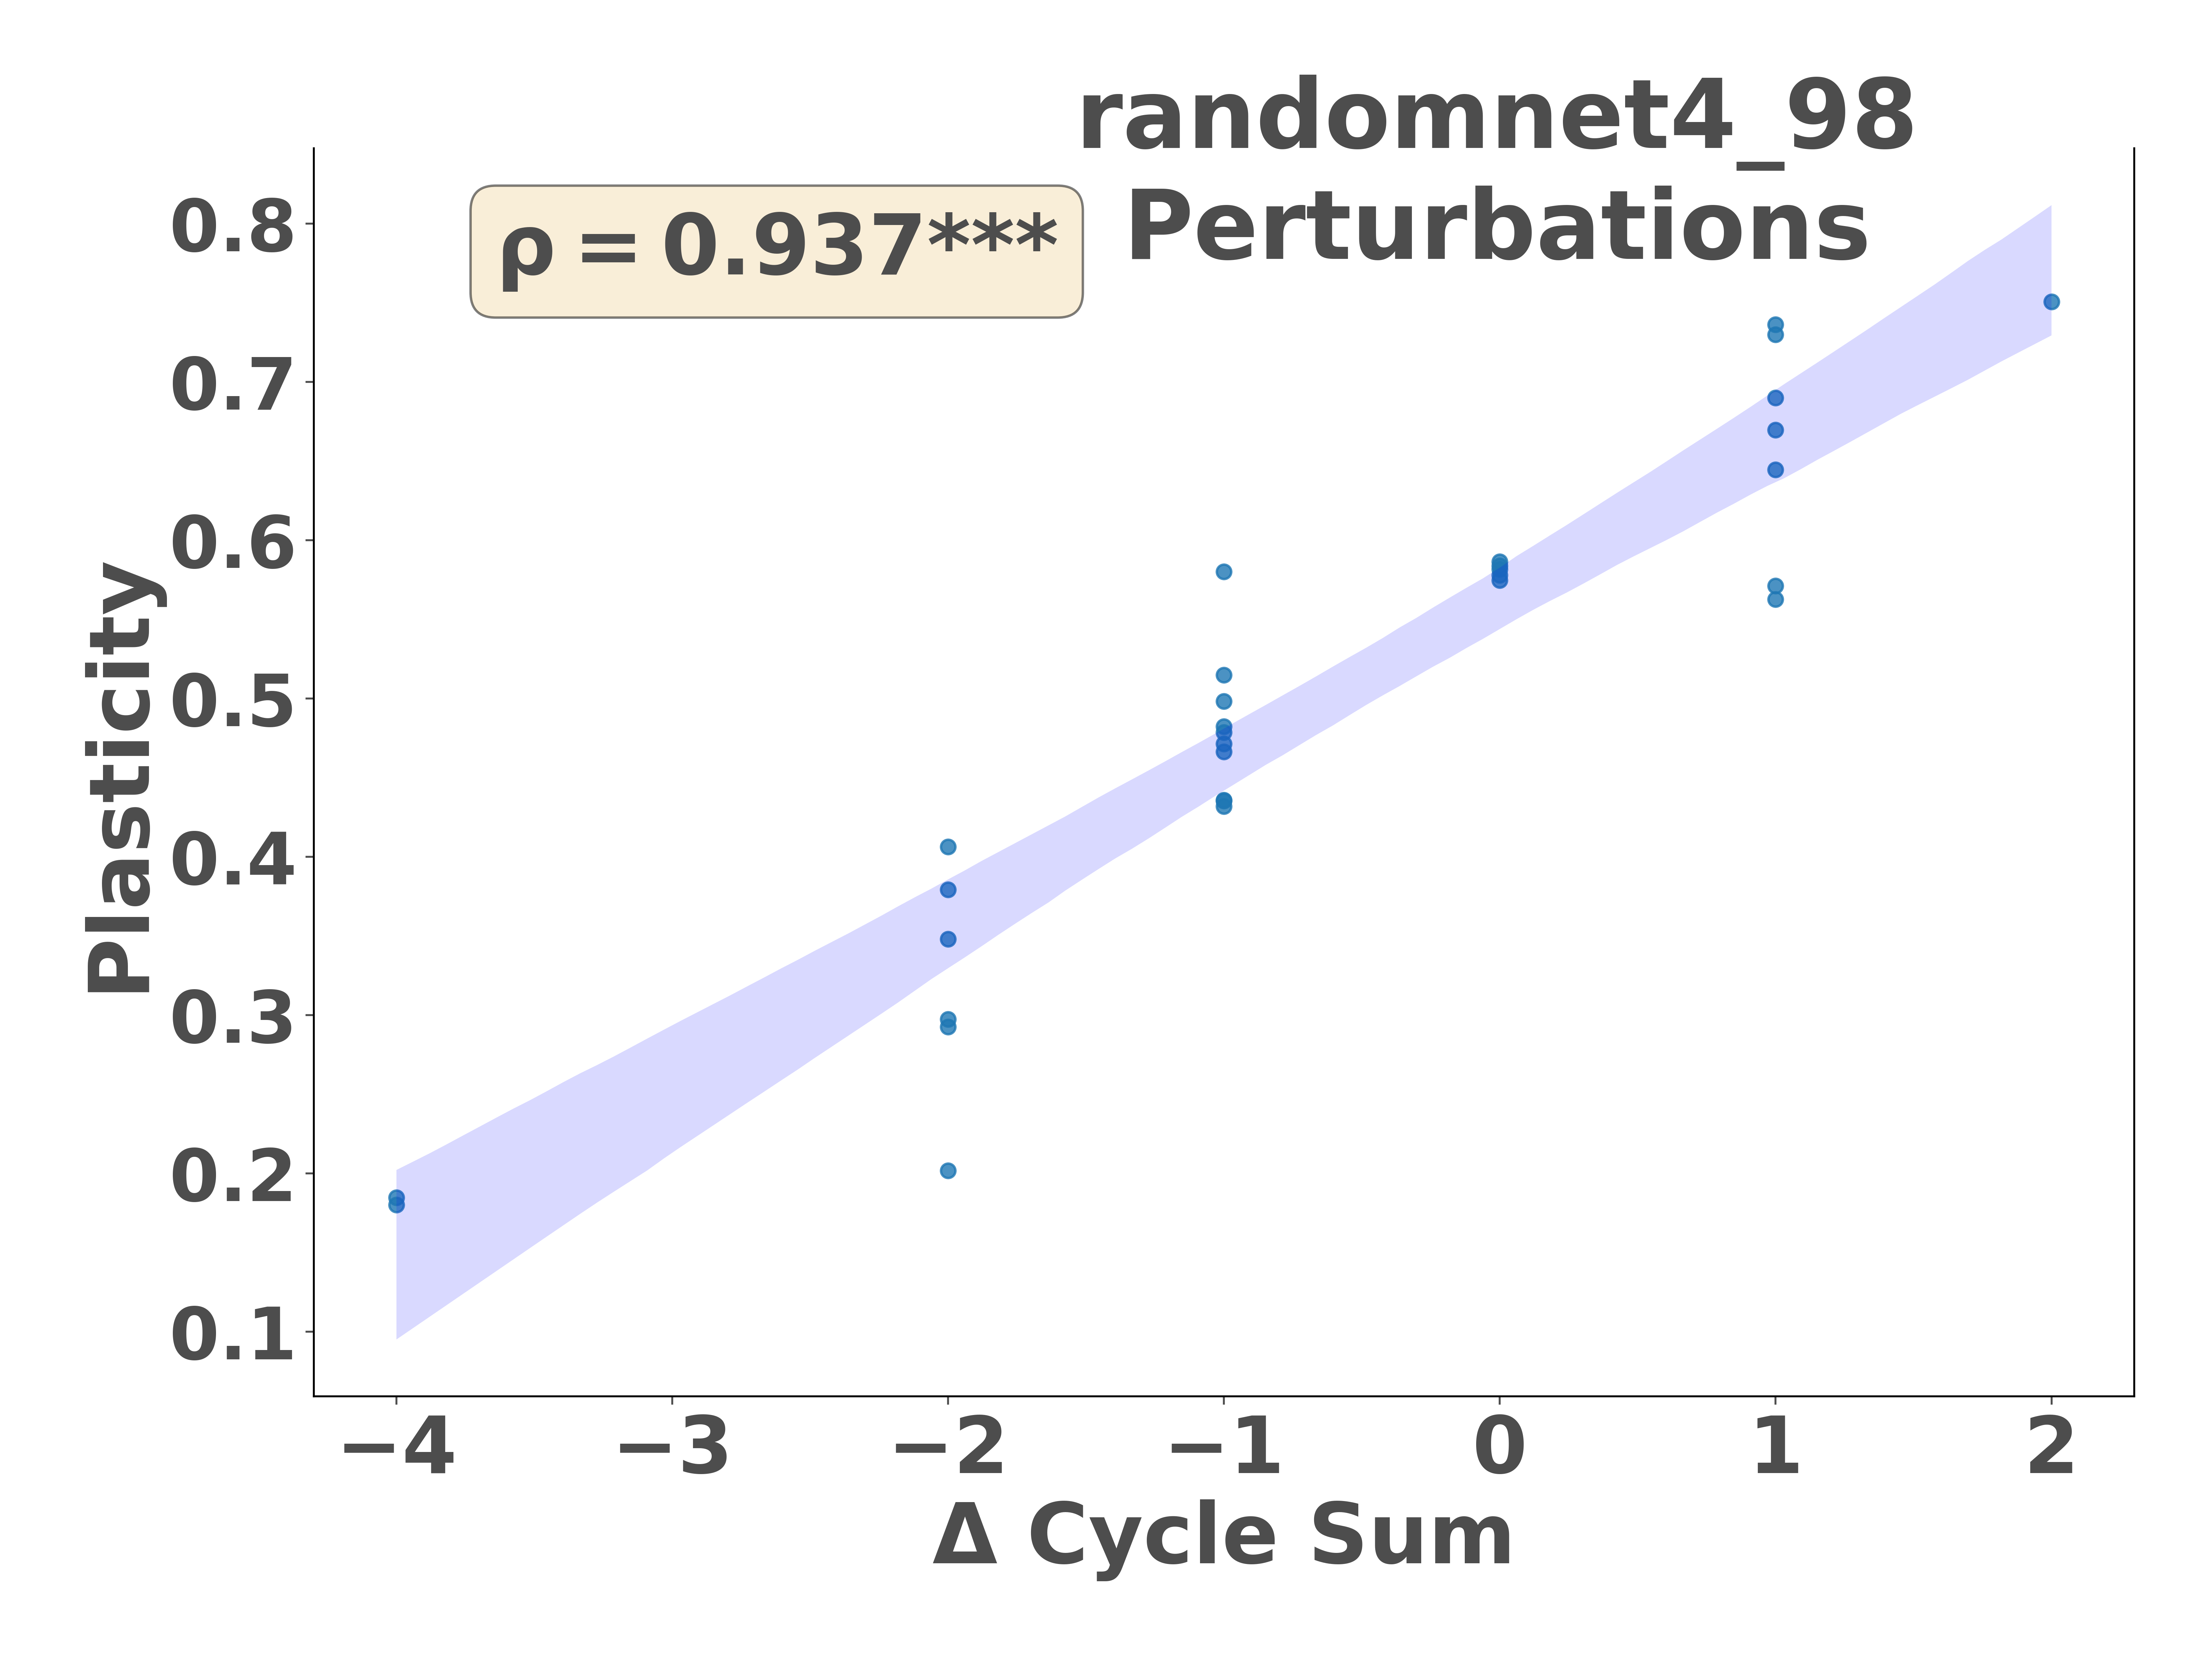 randomnet4_98
Perturbations
ρ = 0.937***
Plasticity
0.8
0.7
0.6
0.5
0.4
0.3
0.2
0.1
−4 −3 −2 −1 0 1 2
Δ Cycle Sum